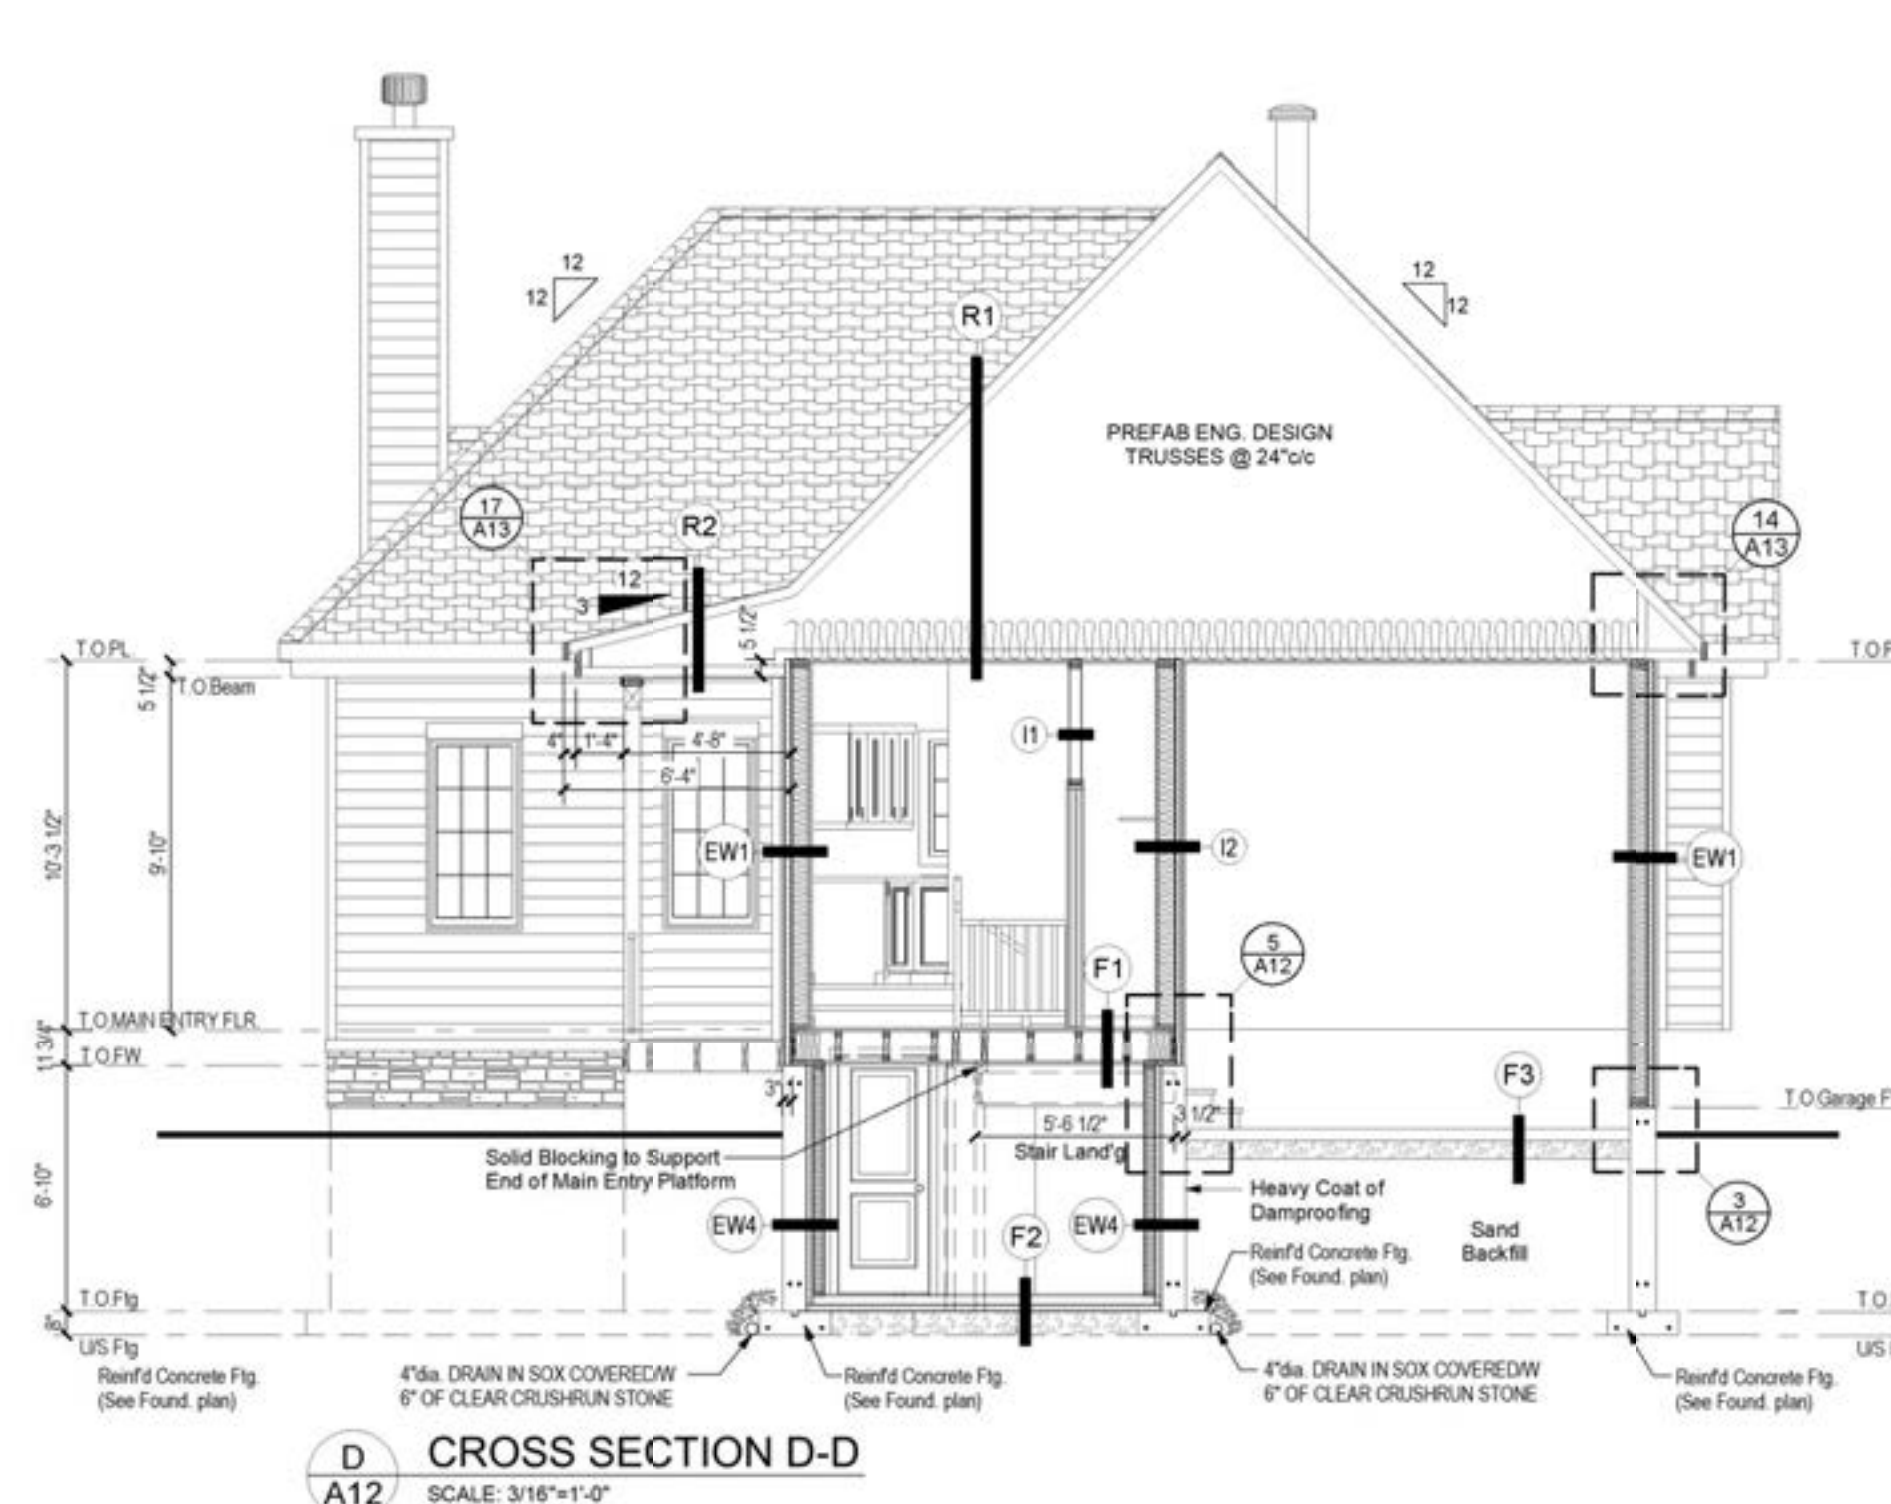 12
12
12
12
R1
PREFAB ENG. DESIGN
TRUSSES @ 24"c/c
17
A13
R2
14
A13
12
3
5 1/2"
T.O.PL.
T.O.Beam
5 1/2"
I1
4"
1'-4"
4'-8"
6'-4"
10'-3 1/2"
9'-10"
EW1
I2
EW1
5
A12
F1
T.O.MAIN ENTRY FLR.
11 3/4"
T.O.FW
F3
3"
T.O.Garage F
5'-6 1/2"
3 1/2"
Stair Land'g
Solid Blocking to Support
End of Main Entry Platform
6'-10"
Heavy Coat of
Damproofing
3
A12
EW4
F2
EW4
Sand
Backfill
Reinf'd Concrete Ftg.
(See Found. plan)
T.O.Ftg
T.O.
8"
U/S Ftg
U/S
Reinf'd Concrete Ftg.
(See Found. plan)
4"dia. DRAIN IN SOX COVERED/W
6" OF CLEAR CRUSHRUN STONE
Reinf'd Concrete Ftg.
(See Found. plan)
4"dia. DRAIN IN SOX COVERED/W
6" OF CLEAR CRUSHRUN STONE
Reinf'd Concrete Ftg.
(See Found. plan)
D
A12
CROSS SECTION D-D
SCALE: 3/16"=1'-0"